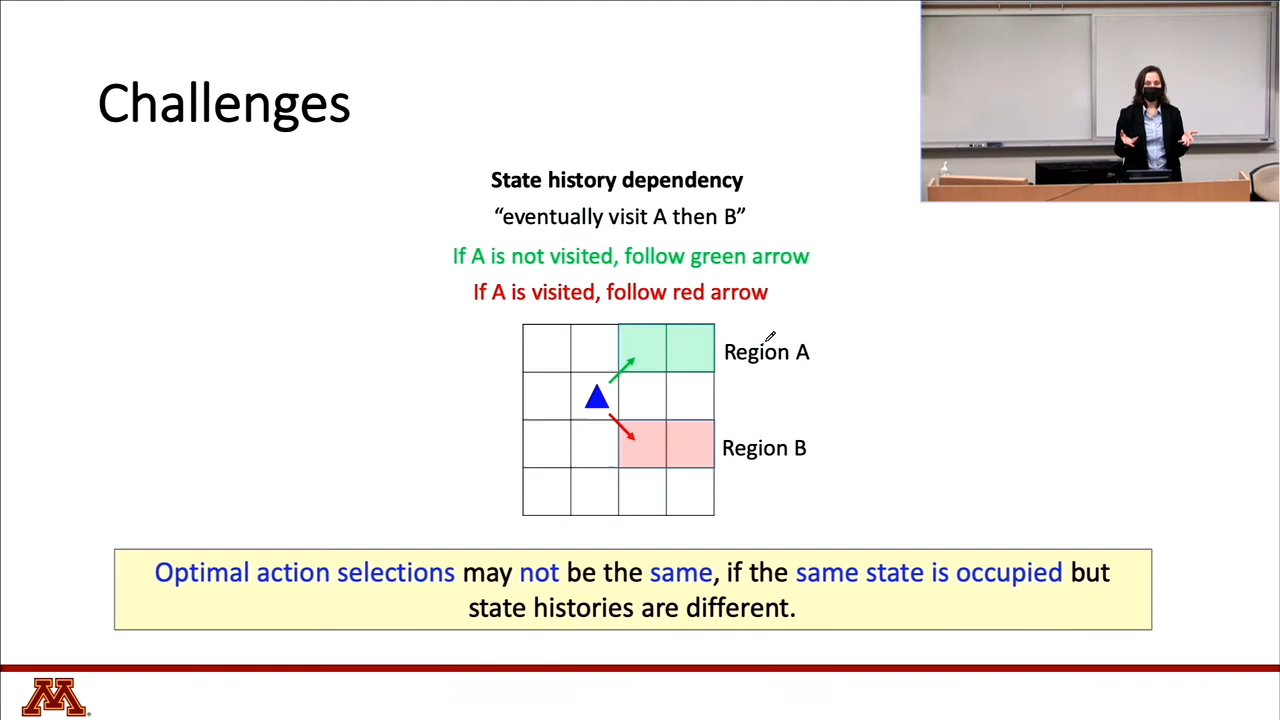 Challenges
State history dependency
“eventually visit A then B”
If A is not visited, follow green arrow
If A is visited, follow red arrow
Region A
Region B
Optimal action selections may not be the same, if the same state is occupied but
state histories are different.
M